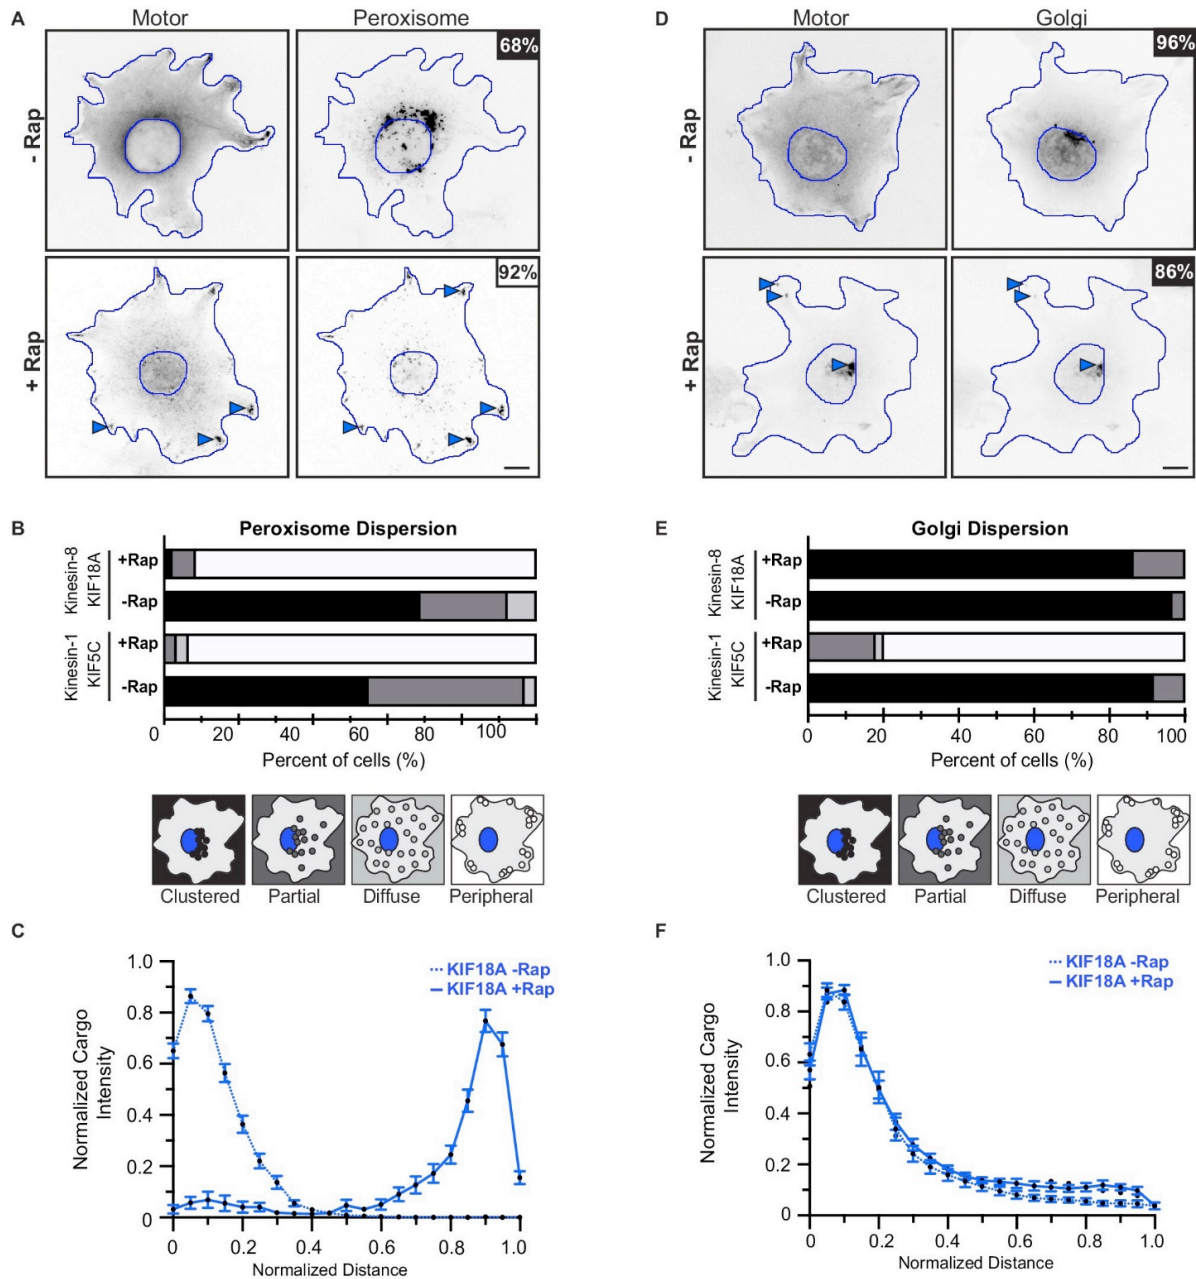 A
Motor
Peroxisome
- Rap
68%
+ Rap
92%
B
Peroxisome Dispersion
Kinesin-8
KIF18A
+Rap
-Rap
Kinesin-1
KIF5C
+Rap
-Rap
0 20 40 60 80 100
Percent of cells (%)
Clustered Partial Diffuse Peripheral
C
KIF18A -Rap
KIF18A +Rap
Normalized Cargo
Intensity
1.0
0.8
0.6
0.4
0.2
0
0 0.2 0.4 0.6 0.8 1.0
Normalized Distance
D
Motor
Golgi
- Rap
96%
+ Rap
86%
E
Golgi Dispersion
Kinesin-8
KIF18A
+Rap
-Rap
Kinesin-1
KIF5C
+Rap
-Rap
0 20 40 60 80 100
Percent of cells (%)
Clustered Partial Diffuse Peripheral
F
KIF18A -Rap
KIF18A +Rap
Normalized Cargo
Intensity
1.0
0.8
0.6
0.4
0.2
0
0 0.2 0.4 0.6 0.8 1.0
Normalized Distance